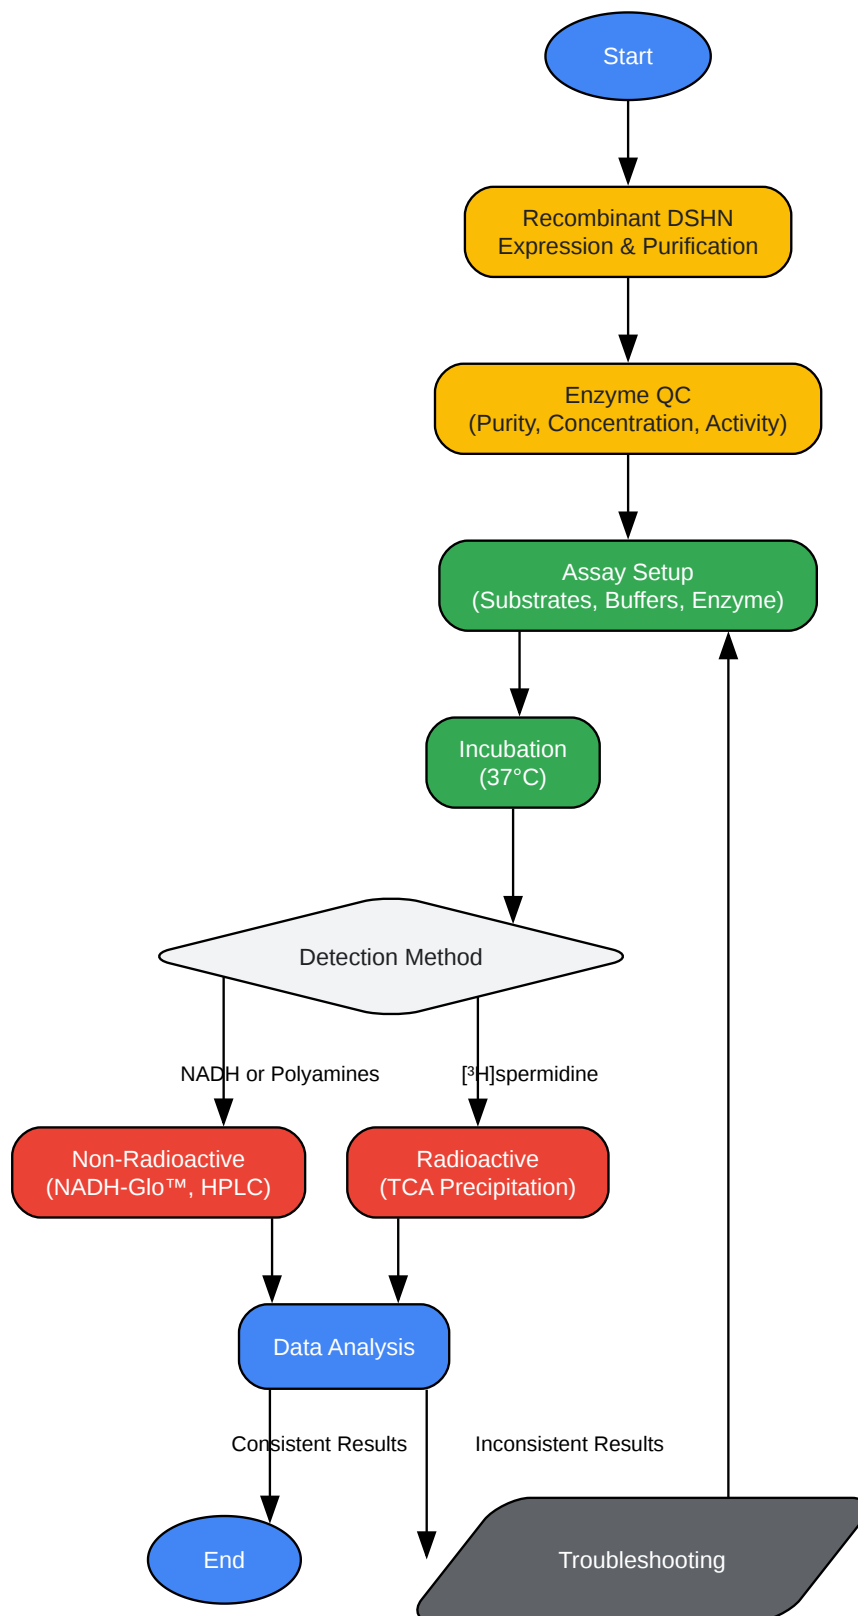 Start
Recombinant DSHN
Expression & Purification
Enzyme QC
(Purity, Concentration, Activity)
Assay Setup
(Substrates, Buffers, Enzyme)
Incubation
(37°C)
Detection Method
NADH or Polyamines
[³H]spermidine
Non-Radioactive
(NADH-Glo™, HPLC)
Radioactive
(TCA Precipitation)
Data Analysis
Consistent Results
Inconsistent Results
End
Troubleshooting